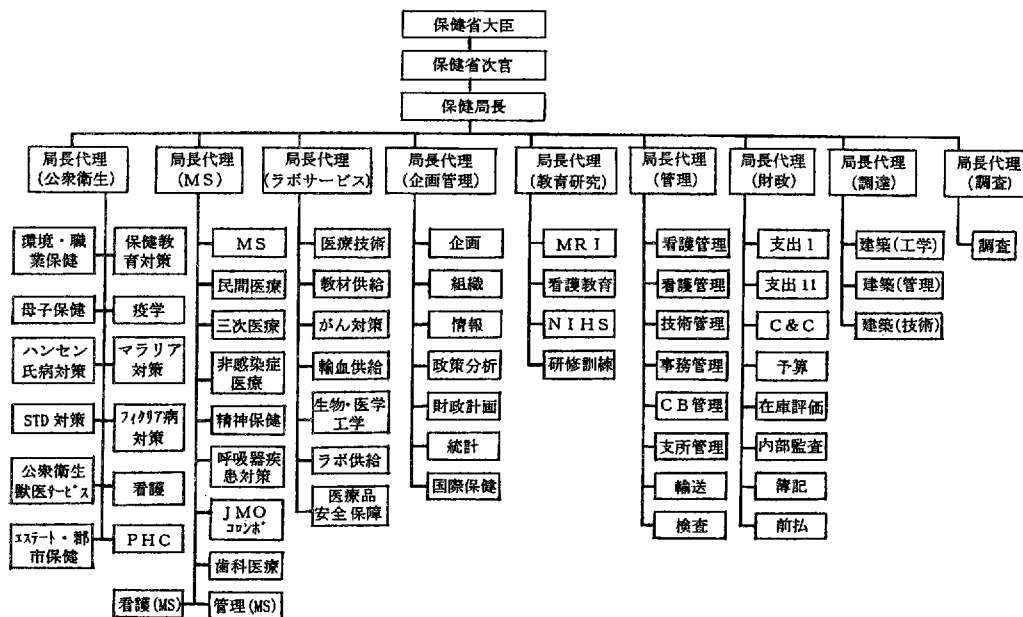 保健省大臣
保健省次官
保健局長
局長代理
(公衆衛生)
局長代理
(MS)
局長代理
(ラボサービス)
局長代理
(企画管理)
局長代理
(教育研究)
局長代理
(管理)
局長代理
(財政)
局長代理
(調達)
局長代理
(調査)
環境・職
業保健
保健教
育対策
母子保健
疫学
ハンセン
氏病対策
マラリア
対策
STD 対策
フィクリア病
対策
公衆衛生
獣医サービス
看護
エステート・都
市保健
PHC
MS
民間医療
三次医療
非感染症
医療
精神保健
呼吸器疾
患対策
JMO
コロンボ
歯科医療
看護(MS)
管理(MS)
医療技術
教材供給
がん対策
輸血供給
生物・医学
工学
ラボ供給
医療品
安全保障
企画
組織
情報
政策分析
財政計画
統計
国際保健
MRI
看護教育
NIHS
研修訓練
看護管理
看護管理
技術管理
事務管理
CB管理
支所管理
輸送
検査
支出1
支出11
C&C
予算
在庫評価
内部監査
簿記
前払
建築(工学)
建築(管理)
建築(技術)
調査